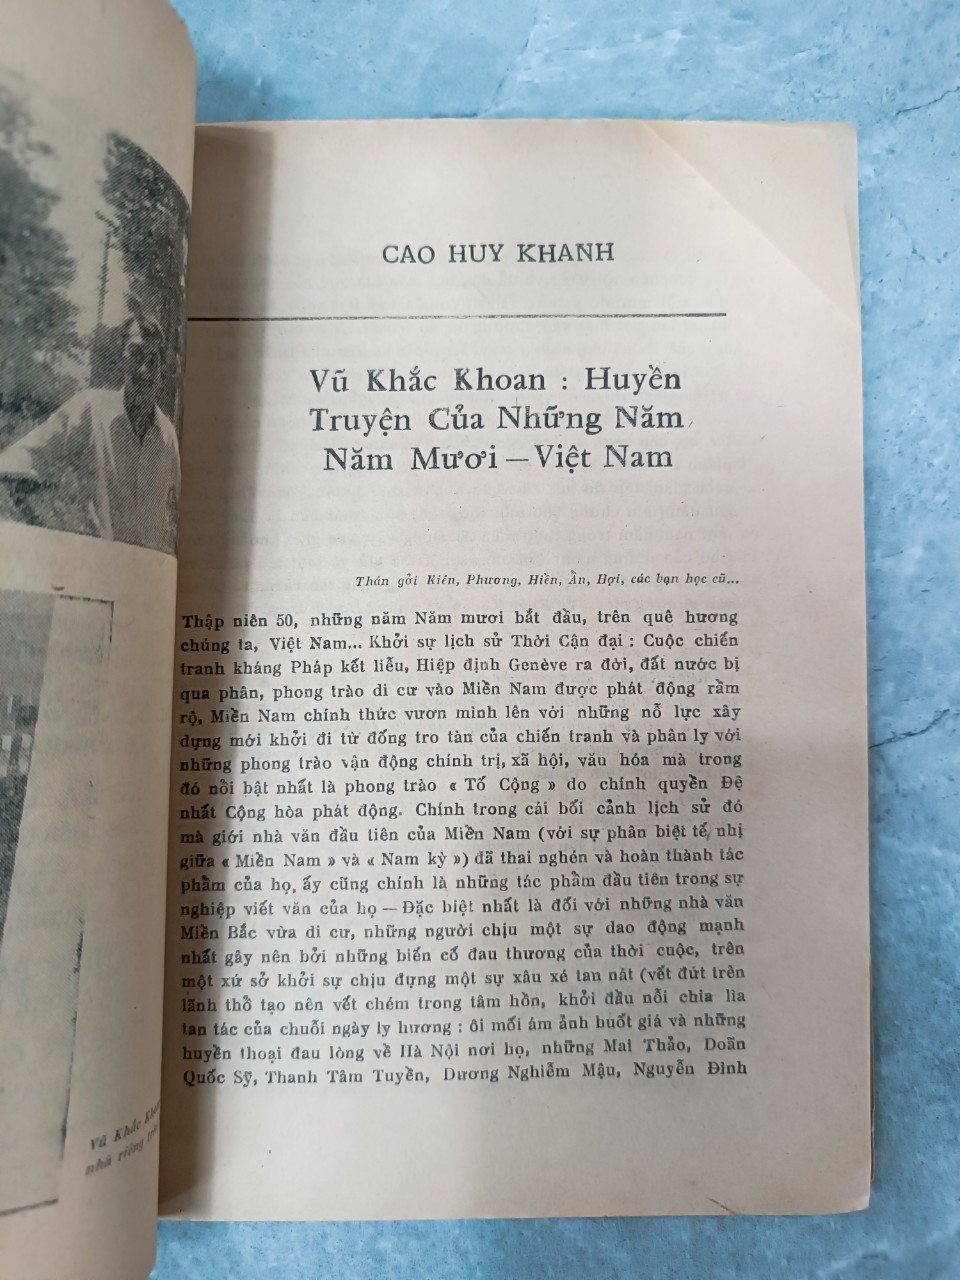 CAO HUY KHANH
Vũ Khắc Khoan : Huyền
Truyện Của Những Năm
Năm Mươi — Việt Nam
Thân gởi Kiên, Phương, Hiền, Ẩn, Hợi, các bạn học cũ...
Thập niên 50, những năm Năm mươi bắt đầu, trên quê hương
chúng ta, Việt Nam... Khởi sự lịch sử Thời Cận đại : Cuộc chiến
tranh kháng Pháp kết liễu, Hiệp định Genève ra đời, đất nước bị
qua phân, phong trào di cư vào Miền Nam được phát động rầm
rộ, Miền Nam chính thức vươn mình lên với những nỗ lực xây
dựng mới khởi đi từ đống tro tàn của chiến tranh và phân ly với
những phong trào vận động chính trị, xã hội, văn hóa mà trong
đó nồi bật nhất là phong trào « Tố Cộng » do chính quyền Đệ
nhất Cộng hòa phát động. Chính trong cái bối cảnh lịch sử đó
mà giới nhà văn đầu tiên của Miền Nam (với sự phân biệt tế nhị
giữa « Miền Nam » và « Nam kỳ ») đã thai nghén và hoàn thành tác
phầm của họ, ấy cũng chính là những tác phầm đầu tiên trong sự
nghiệp viết văn của họ — Đặc biệt nhất là đối với những nhà văn
Miền Bắc vừa di cư, những người chịu một sự dao động mạnh
nhất gây nên bởi những biến cố đau thương của thời cuộc, trên
một xứ sở khởi sự chịu đựng một sự xâu xé tan nát (vết đứt trên
lãnh thổ tạo nên vết chém trong tâm hồn, khởi đầu nỗi chia lìa
tan tác của chuỗi ngày ly hương : ôi mối ám ảnh buốt giá và những
huyền thoại đau lòng về Hà Nội nơi họ, những Mai Thảo, Doãn
Quốc Sỹ, Thanh Tâm Tuyền, Dương Nghiễm Mậu, Nguyễn Đình
Vũ Khắc
nhà riêng